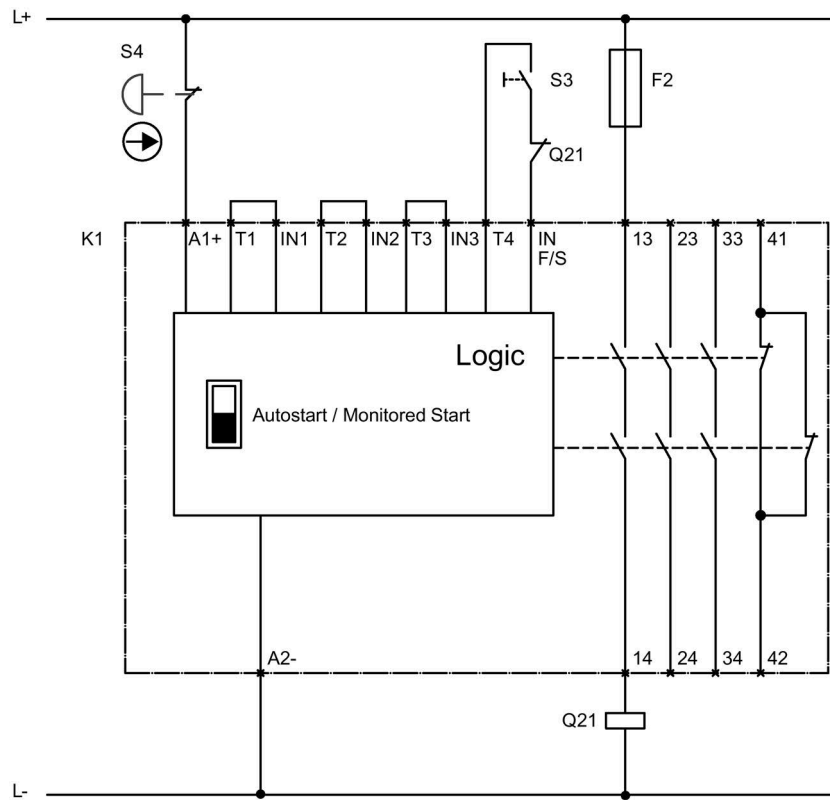 L+
S4
S3
F2
Q21
K1
A1+ T1 IN1 T2 IN2 T3 IN3 T4 IN 13 23 33 41
F/S
Logic
Autostart / Monitored Start
A2- 14 24 34 42
Q21
L-